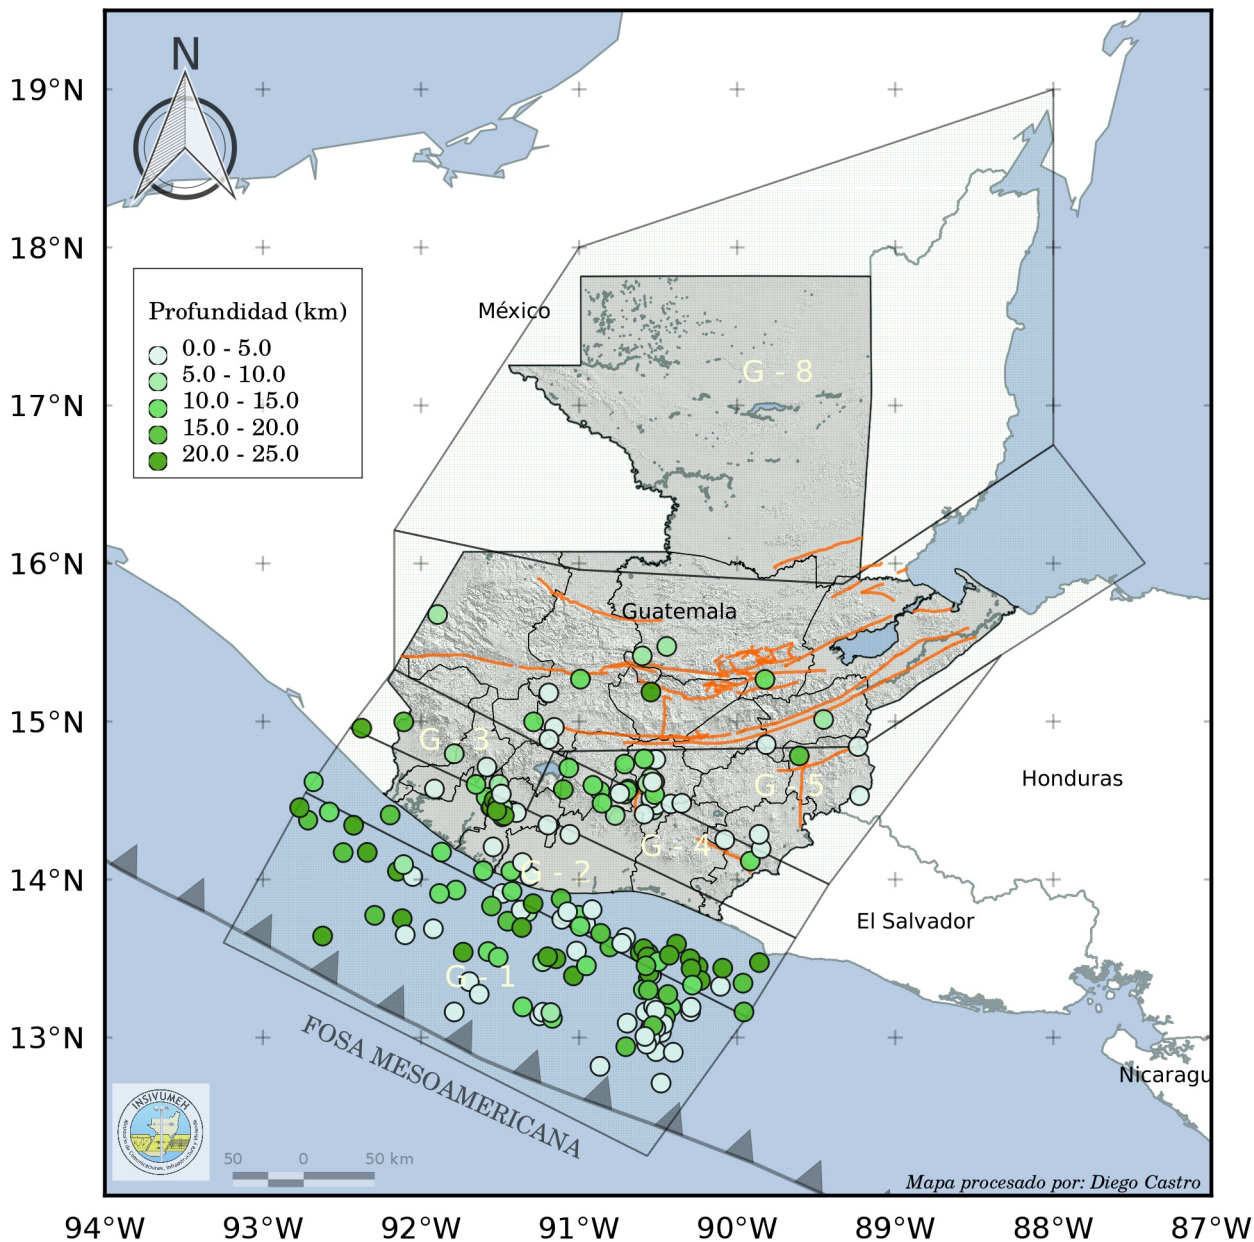 N
19°N
18°N
17°N
16°N
15°N
14°N
13°N
Profundidad (km)
0.0 - 5.0
5.0 - 10.0
10.0 - 15.0
15.0 - 20.0
20.0 - 25.0
México
G - 8
Guatemala
G - 3
G - 5
Honduras
G - 4
G - 2
El Salvador
G - 1
FOSA MESOAMERICANA
Nicaragu
INSIVUMEH
50 0 50 km
Mapa procesado por: Diego Castro
94°W 93°W 92°W 91°W 90°W 89°W 88°W 87°W